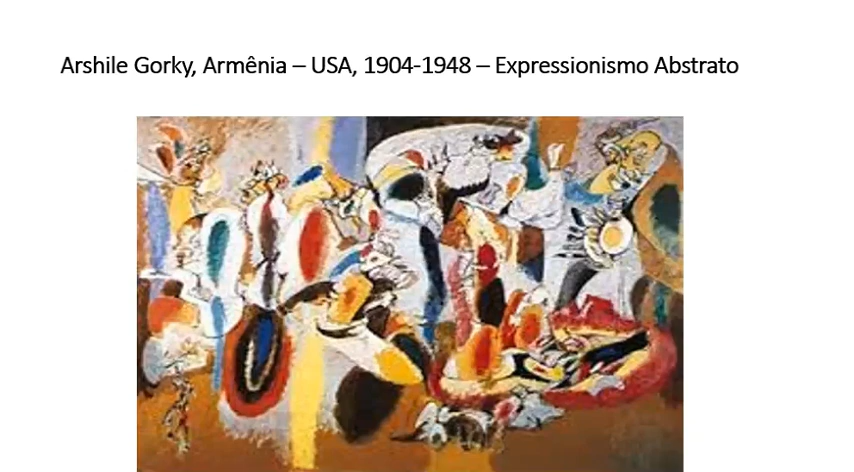 Arshile Gorky, Armênia – USA, 1904-1948 – Expressionismo Abstrato